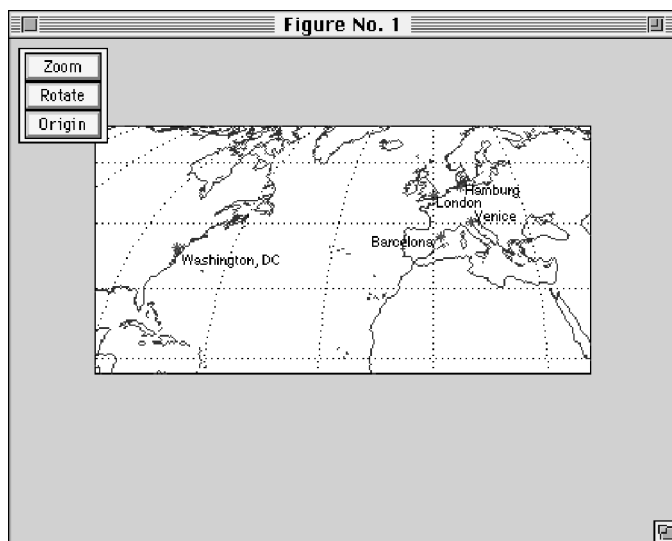 Figure No. 1
Zoom
Rotate
Origin
Hamburg
London
Venice
Barcelona
Washington, DC